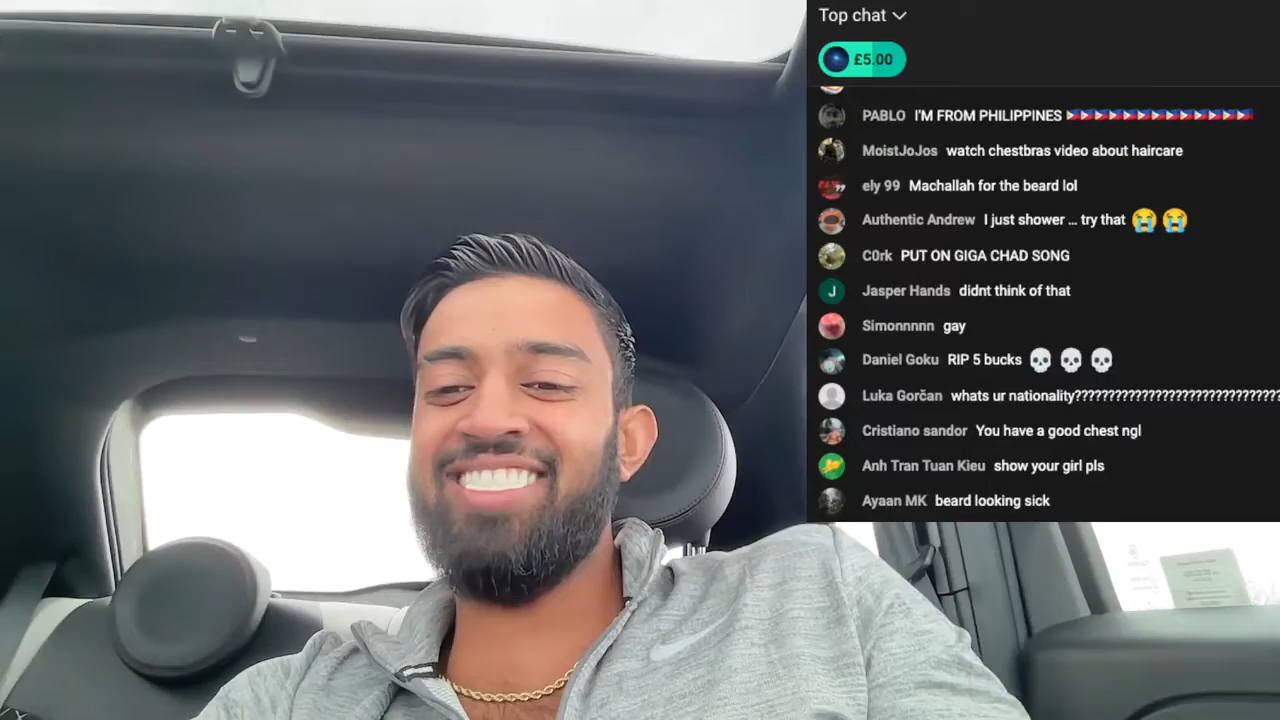 Top chat
£5.00
PABLO I'M FROM PHILIPPINES 🇵🇭🇵🇭🇵🇭🇵🇭🇵🇭🇵🇭🇵🇭🇵🇭🇵🇭🇵🇭🇵🇭🇵🇭🇵🇭
MoistJoJos watch chestbras video about haircare
ely 99 Machallah for the beard lol
Authentic Andrew I just shower ... try that 😭😭
C0rk PUT ON GIGA CHAD SONG
J Jasper Hands didnt think of that
Simonnnnn gay
Daniel Goku RIP 5 bucks 💀💀💀
Luka Gorčan whats ur nationality??????????????????????????????
Cristiano sandor You have a good chest ngl
Anh Tran Tuan Kieu show your girl pls
Ayaan MK beard looking sick